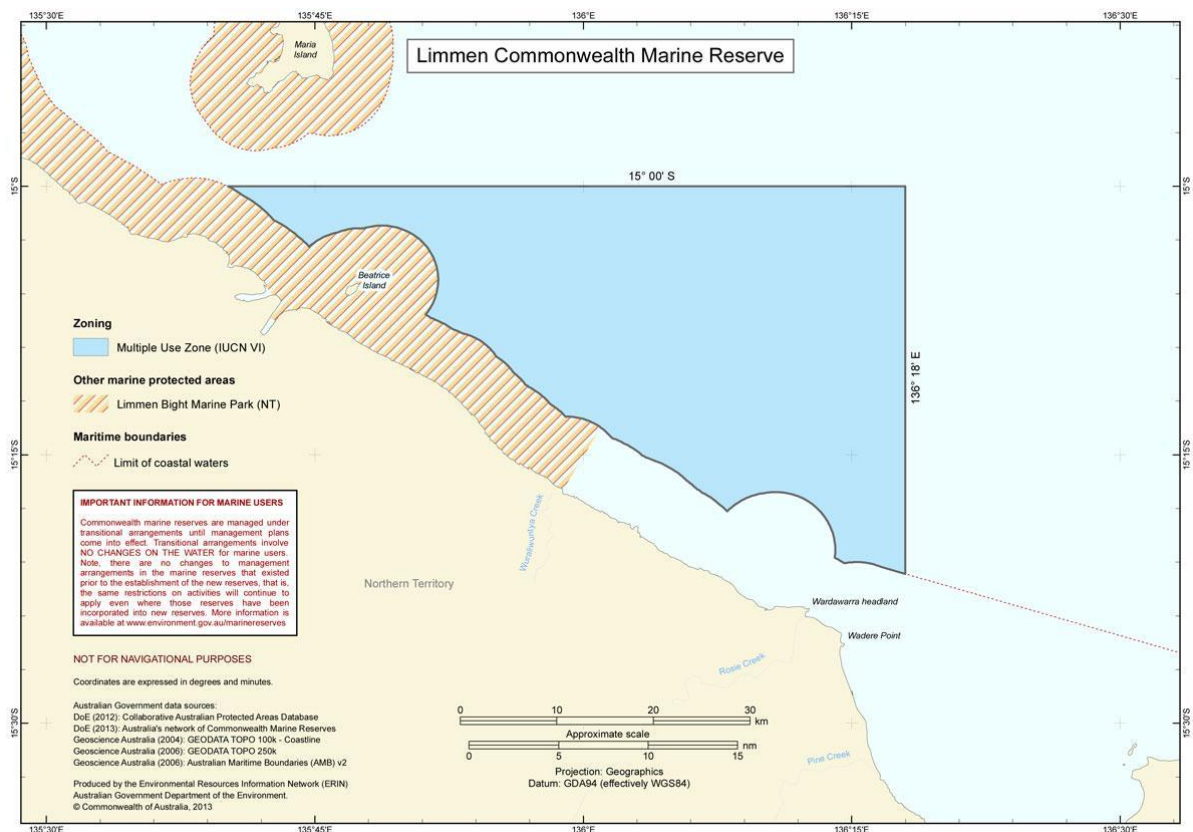 135°30'E
135°45'E
136°E
136°15'E
136°30'E
Maria
Island
Limmen Commonwealth Marine Reserve
15° 00' S
15°S
15°S
Beatrice
Island
136° 18' E
Zoning
Multiple Use Zone (IUCN VI)
Other marine protected areas
Limmen Bight Marine Park (NT)
Maritime boundaries
Limit of coastal waters
15°15'S
15°15'S
IMPORTANT INFORMATION FOR MARINE USERS
Commonwealth marine reserves are managed under
transitional arrangements until management plans
come into effect. Transitional arrangements involve
NO CHANGES ON THE WATER for marine users.
Note, there are no changes to management
arrangements in the marine reserves that existed
prior to the establishment of the new reserves, that is,
the same restrictions on activities will continue to
apply even where those reserves have been
incorporated into new reserves. More information is
available at www.environment.gov.au/marinereserves
Wuraliwuntya Creek
Northern Territory
Wardawarra headland
Wadere Point
Rosie Creek
Pine Creek
NOT FOR NAVIGATIONAL PURPOSES
Coordinates are expressed in degrees and minutes.
Australian Government data sources:
DoE (2012): Collaborative Australian Protected Areas Database
DoE (2013): Australia's network of Commonwealth Marine Reserves
Geoscience Australia (2004): GEODATA TOPO 100k - Coastline
Geoscience Australia (2006): GEODATA TOPO 250k
Geoscience Australia (2006): Australian Maritime Boundaries (AMB) v2
Produced by the Environmental Resources Information Network (ERIN)
Australian Government Department of the Environment.
© Commonwealth of Australia, 2013
0 10 20 30 km
Approximate scale
0 5 10 15 nm
Projection: Geographics
Datum: GDA94 (effectively WGS84)
15°30'S
15°30'S
135°30'E
135°45'E
136°E
136°15'E
136°30'E